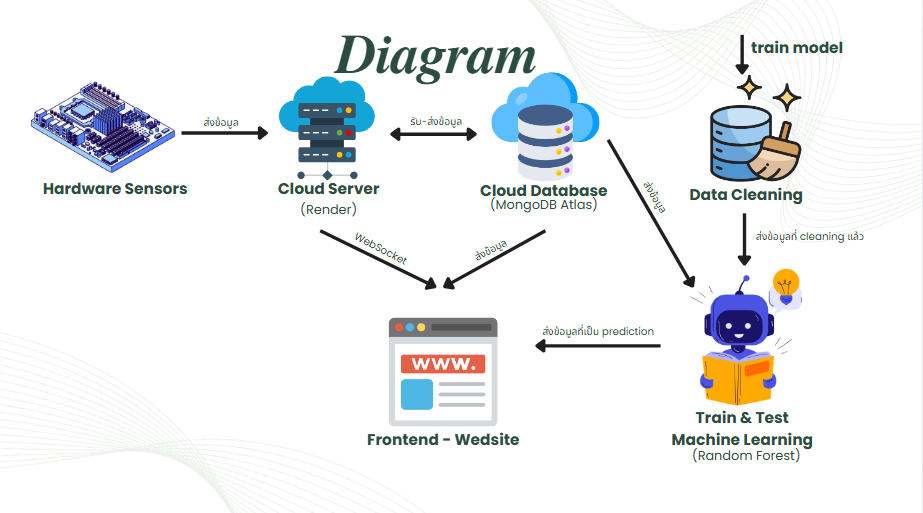 Diagram
train model
ส่งข้อมูล
รับ-ส่งข้อมูล
Hardware Sensors
Cloud Server
(Render)
Cloud Database
(MongoDB Atlas)
Data Cleaning
ส่งข้อมูล
ส่งข้อมูลที่ cleaning แล้ว
WebSocket
ส่งข้อมูล
ส่งข้อมูลที่เป็น prediction
www.
Frontend - Wedsite
Train & Test
Machine Learning
(Random Forest)